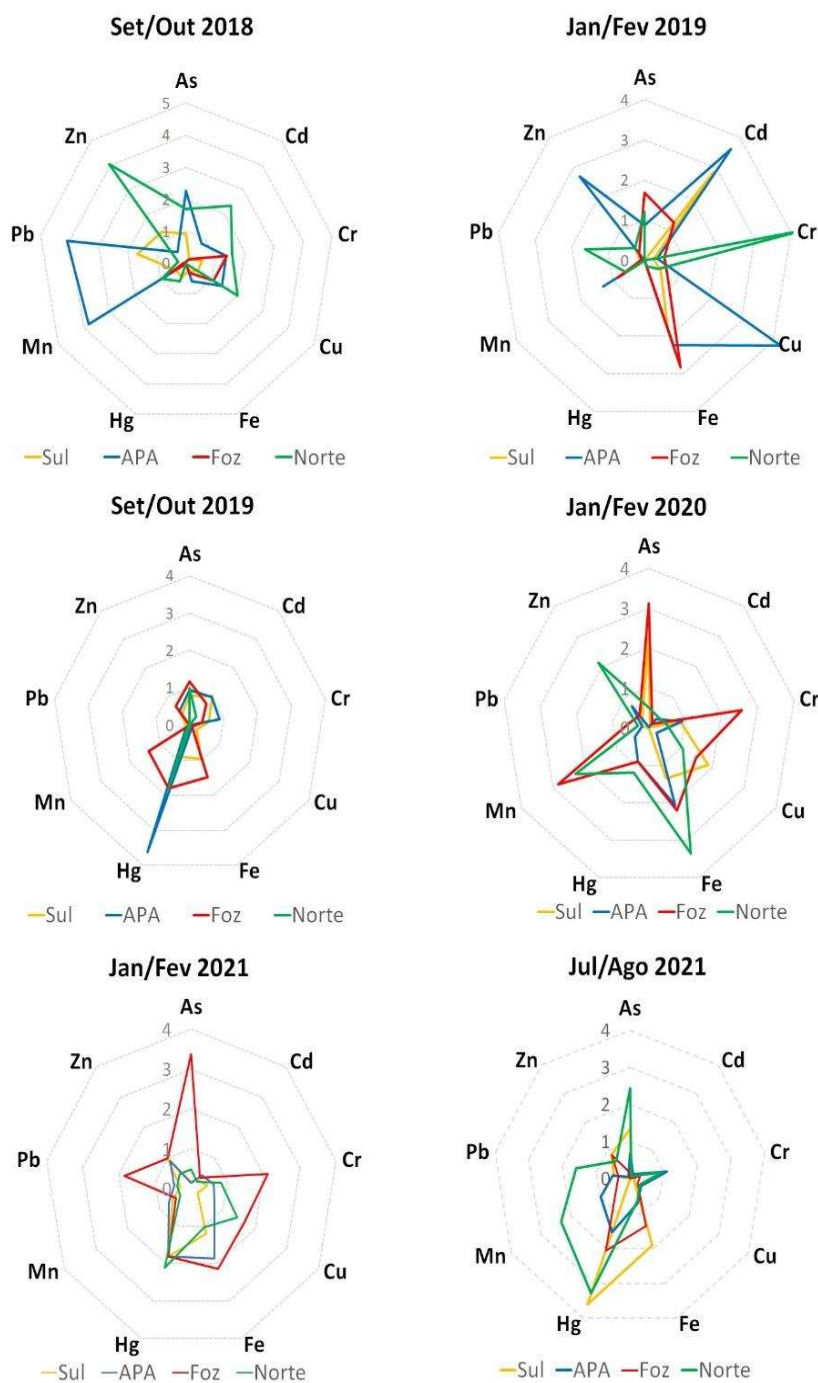 Set/Out 2018
As
Cd
Cr
Cu
Fe
Hg
Mn
Pb
Zn
5
4
3
2
1
0
Sul APA Foz Norte
Jan/Fev 2019
As
Cd
Cr
Cu
Fe
Hg
Mn
Pb
Zn
4
3
2
1
0
Sul APA Foz Norte
Set/Out 2019
As
Cd
Cr
Cu
Fe
Hg
Mn
Pb
Zn
4
3
2
1
0
Sul APA Foz Norte
Jan/Fev 2020
As
Cd
Cr
Cu
Fe
Hg
Mn
Pb
Zn
4
3
2
1
0
Sul APA Foz Norte
Jan/Fev 2021
As
Cd
Cr
Cu
Fe
Hg
Mn
Pb
Zn
4
3
2
1
0
Sul APA Foz Norte
Jul/Ago 2021
As
Cd
Cr
Cu
Fe
Hg
Mn
Pb
Zn
4
3
2
1
0
Sul APA Foz Norte